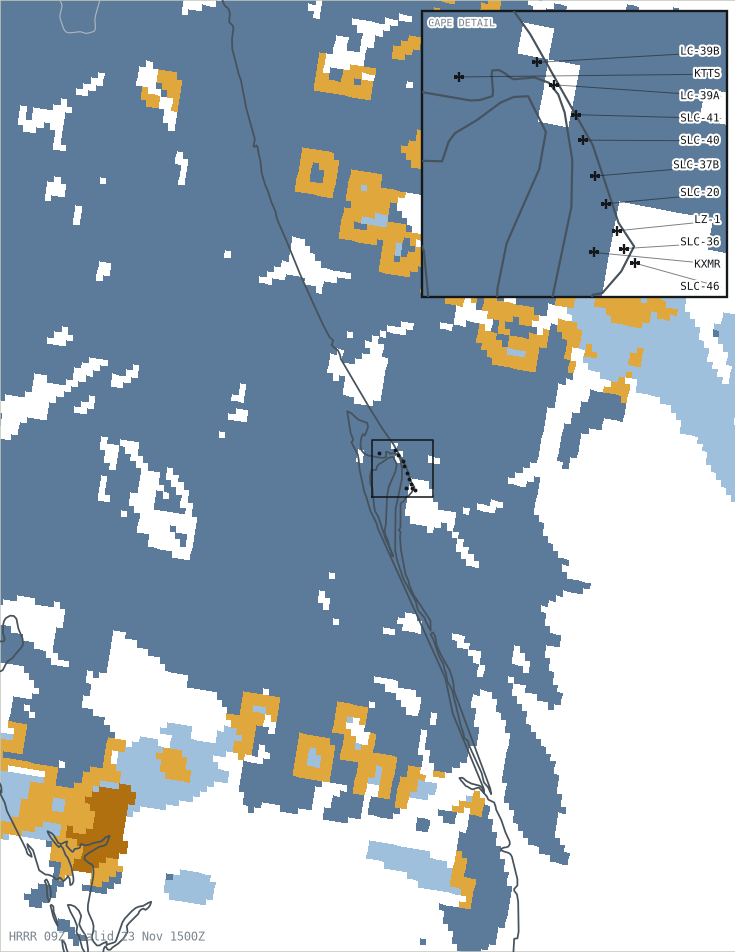 CAPE DETAIL
LC-39B
KTTS
LC-39A
SLC-41
SLC-40
SLC-37B
SLC-20
LZ-1
SLC-36
KXMR
SLC-46
HRRR 09Z valid 23 Nov 1500Z